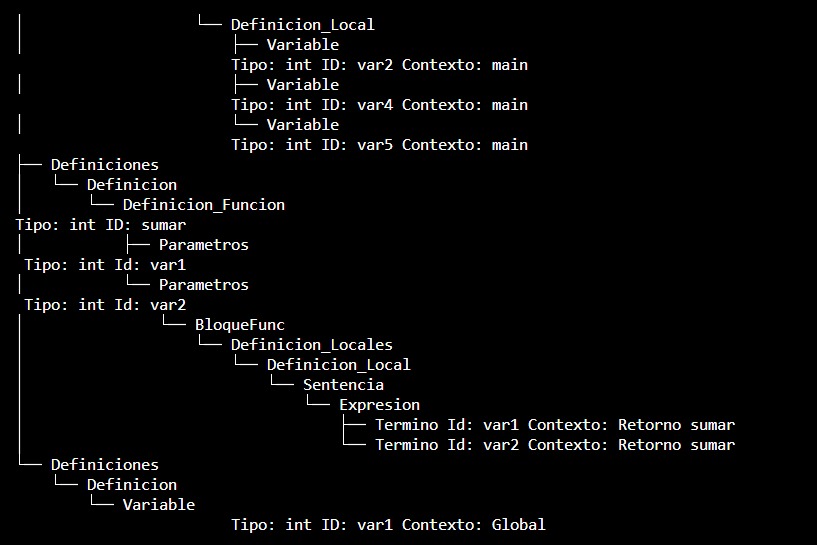 │                   └── Definicion_Local
│                       ├── Variable
                        Tipo: int ID: var2 Contexto: main
│                       ├── Variable
                        Tipo: int ID: var4 Contexto: main
│                       └── Variable
                        Tipo: int ID: var5 Contexto: main
├── Definiciones
│   └── Definicion
│       └── Definicion_Funcion
Tipo: int ID: sumar
│           ├── Parametros
 Tipo: int Id: var1
│           └── Parametros
 Tipo: int Id: var2
│               └── BloqueFunc
│                   └── Definicion_Locales
│                       └── Definicion_Local
│                           └── Sentencia
│                               └── Expresion
│                                   ├── Termino Id: var1 Contexto: Retorno sumar
│                                   └── Termino Id: var2 Contexto: Retorno sumar
└── Definiciones
    └── Definicion
        └── Variable
                        Tipo: int ID: var1 Contexto: Global